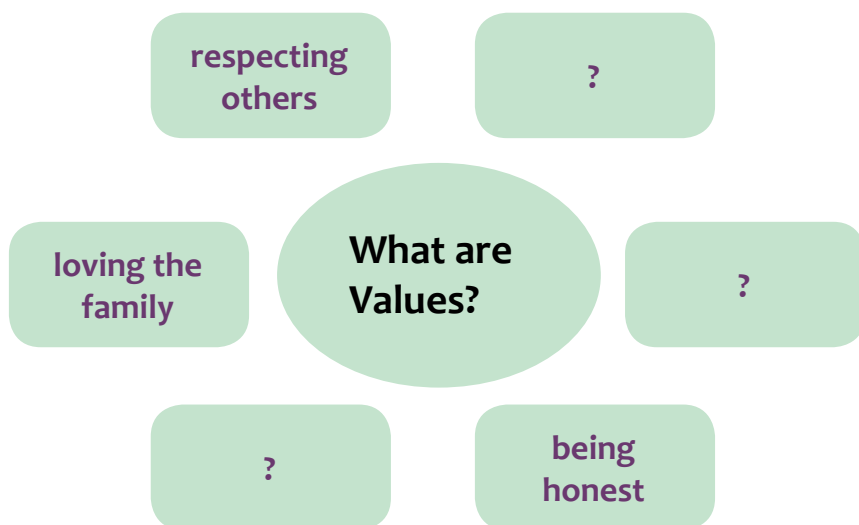 respecting
others
?
What are
Values?
loving the
family
?
?
being
honest